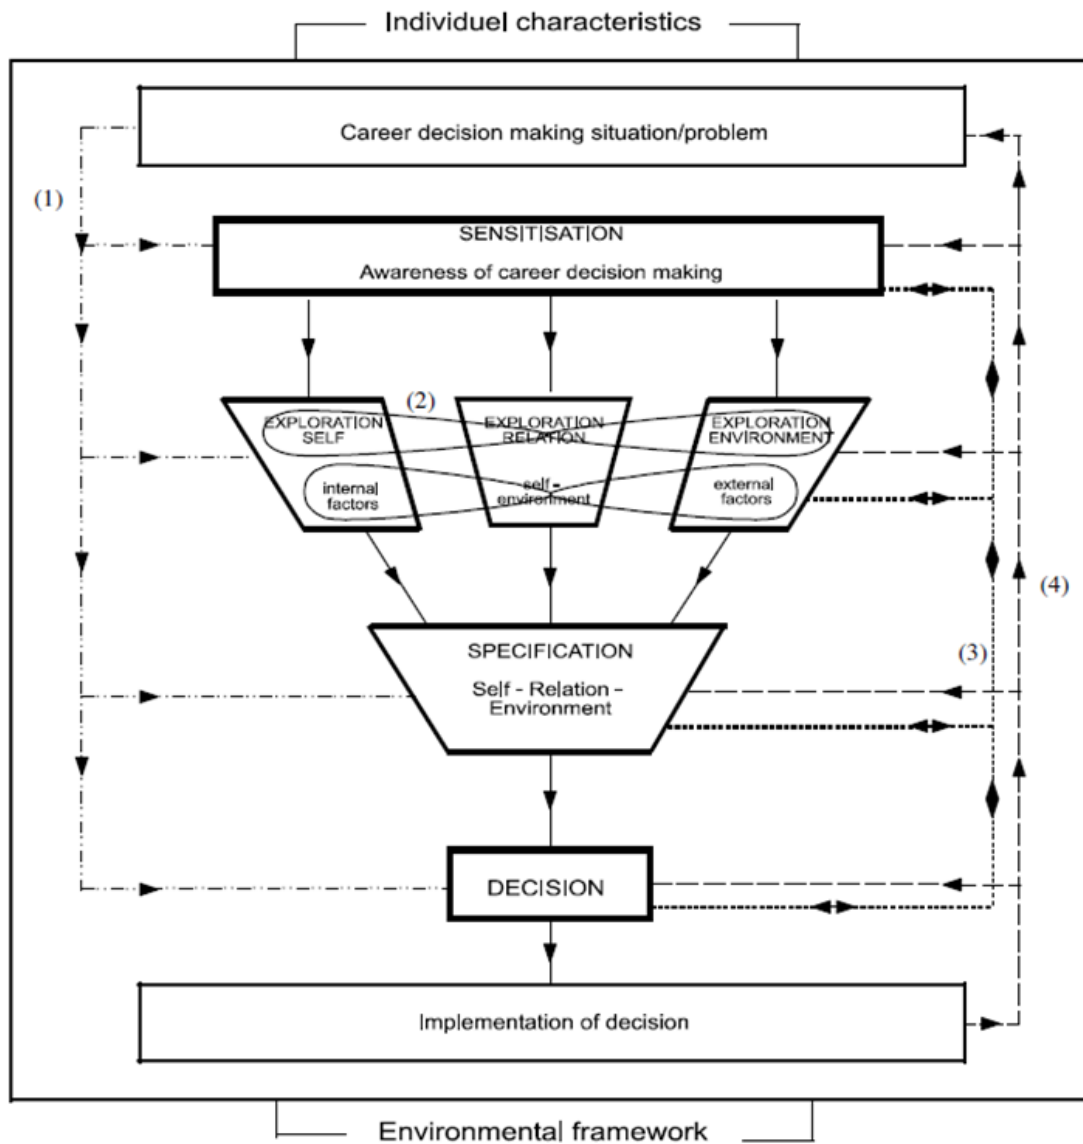 Individuel characteristics
Career decision making situation/problem
(1)
SENSITISATION
Awareness of career decision making
(2)
EXPLORATION
SELF
internal
factors
EXPLORATION
RELATION
self -
environment
EXPLORATION
ENVIRONMENT
external
factors
(4)
(3)
SPECIFICATION
Self - Relation -
Environment
DECISION
Implementation of decision
Environmental framework